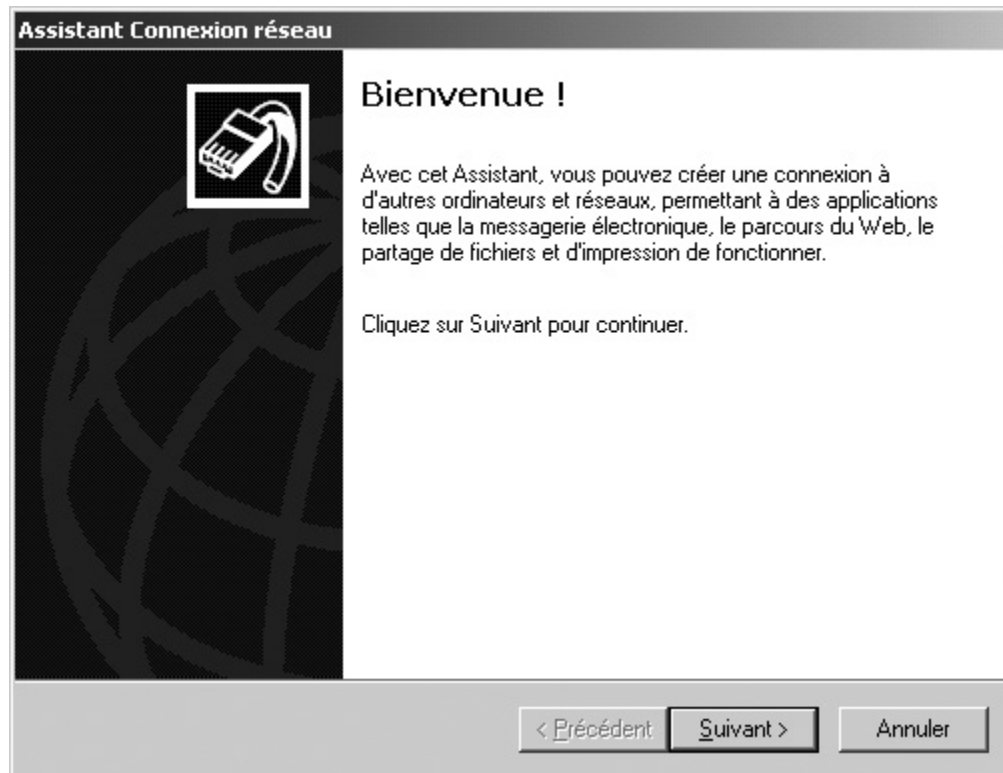 Assistant Connexion réseau
Bienvenue !
Avec cet Assistant, vous pouvez créer une connexion à
d'autres ordinateurs et réseaux, permettant à des applications
telles que la messagerie électronique, le parcours du Web, le
partage de fichiers et d'impression de fonctionner.
Cliquez sur Suivant pour continuer.
< Précédent
Suivant >
Annuler